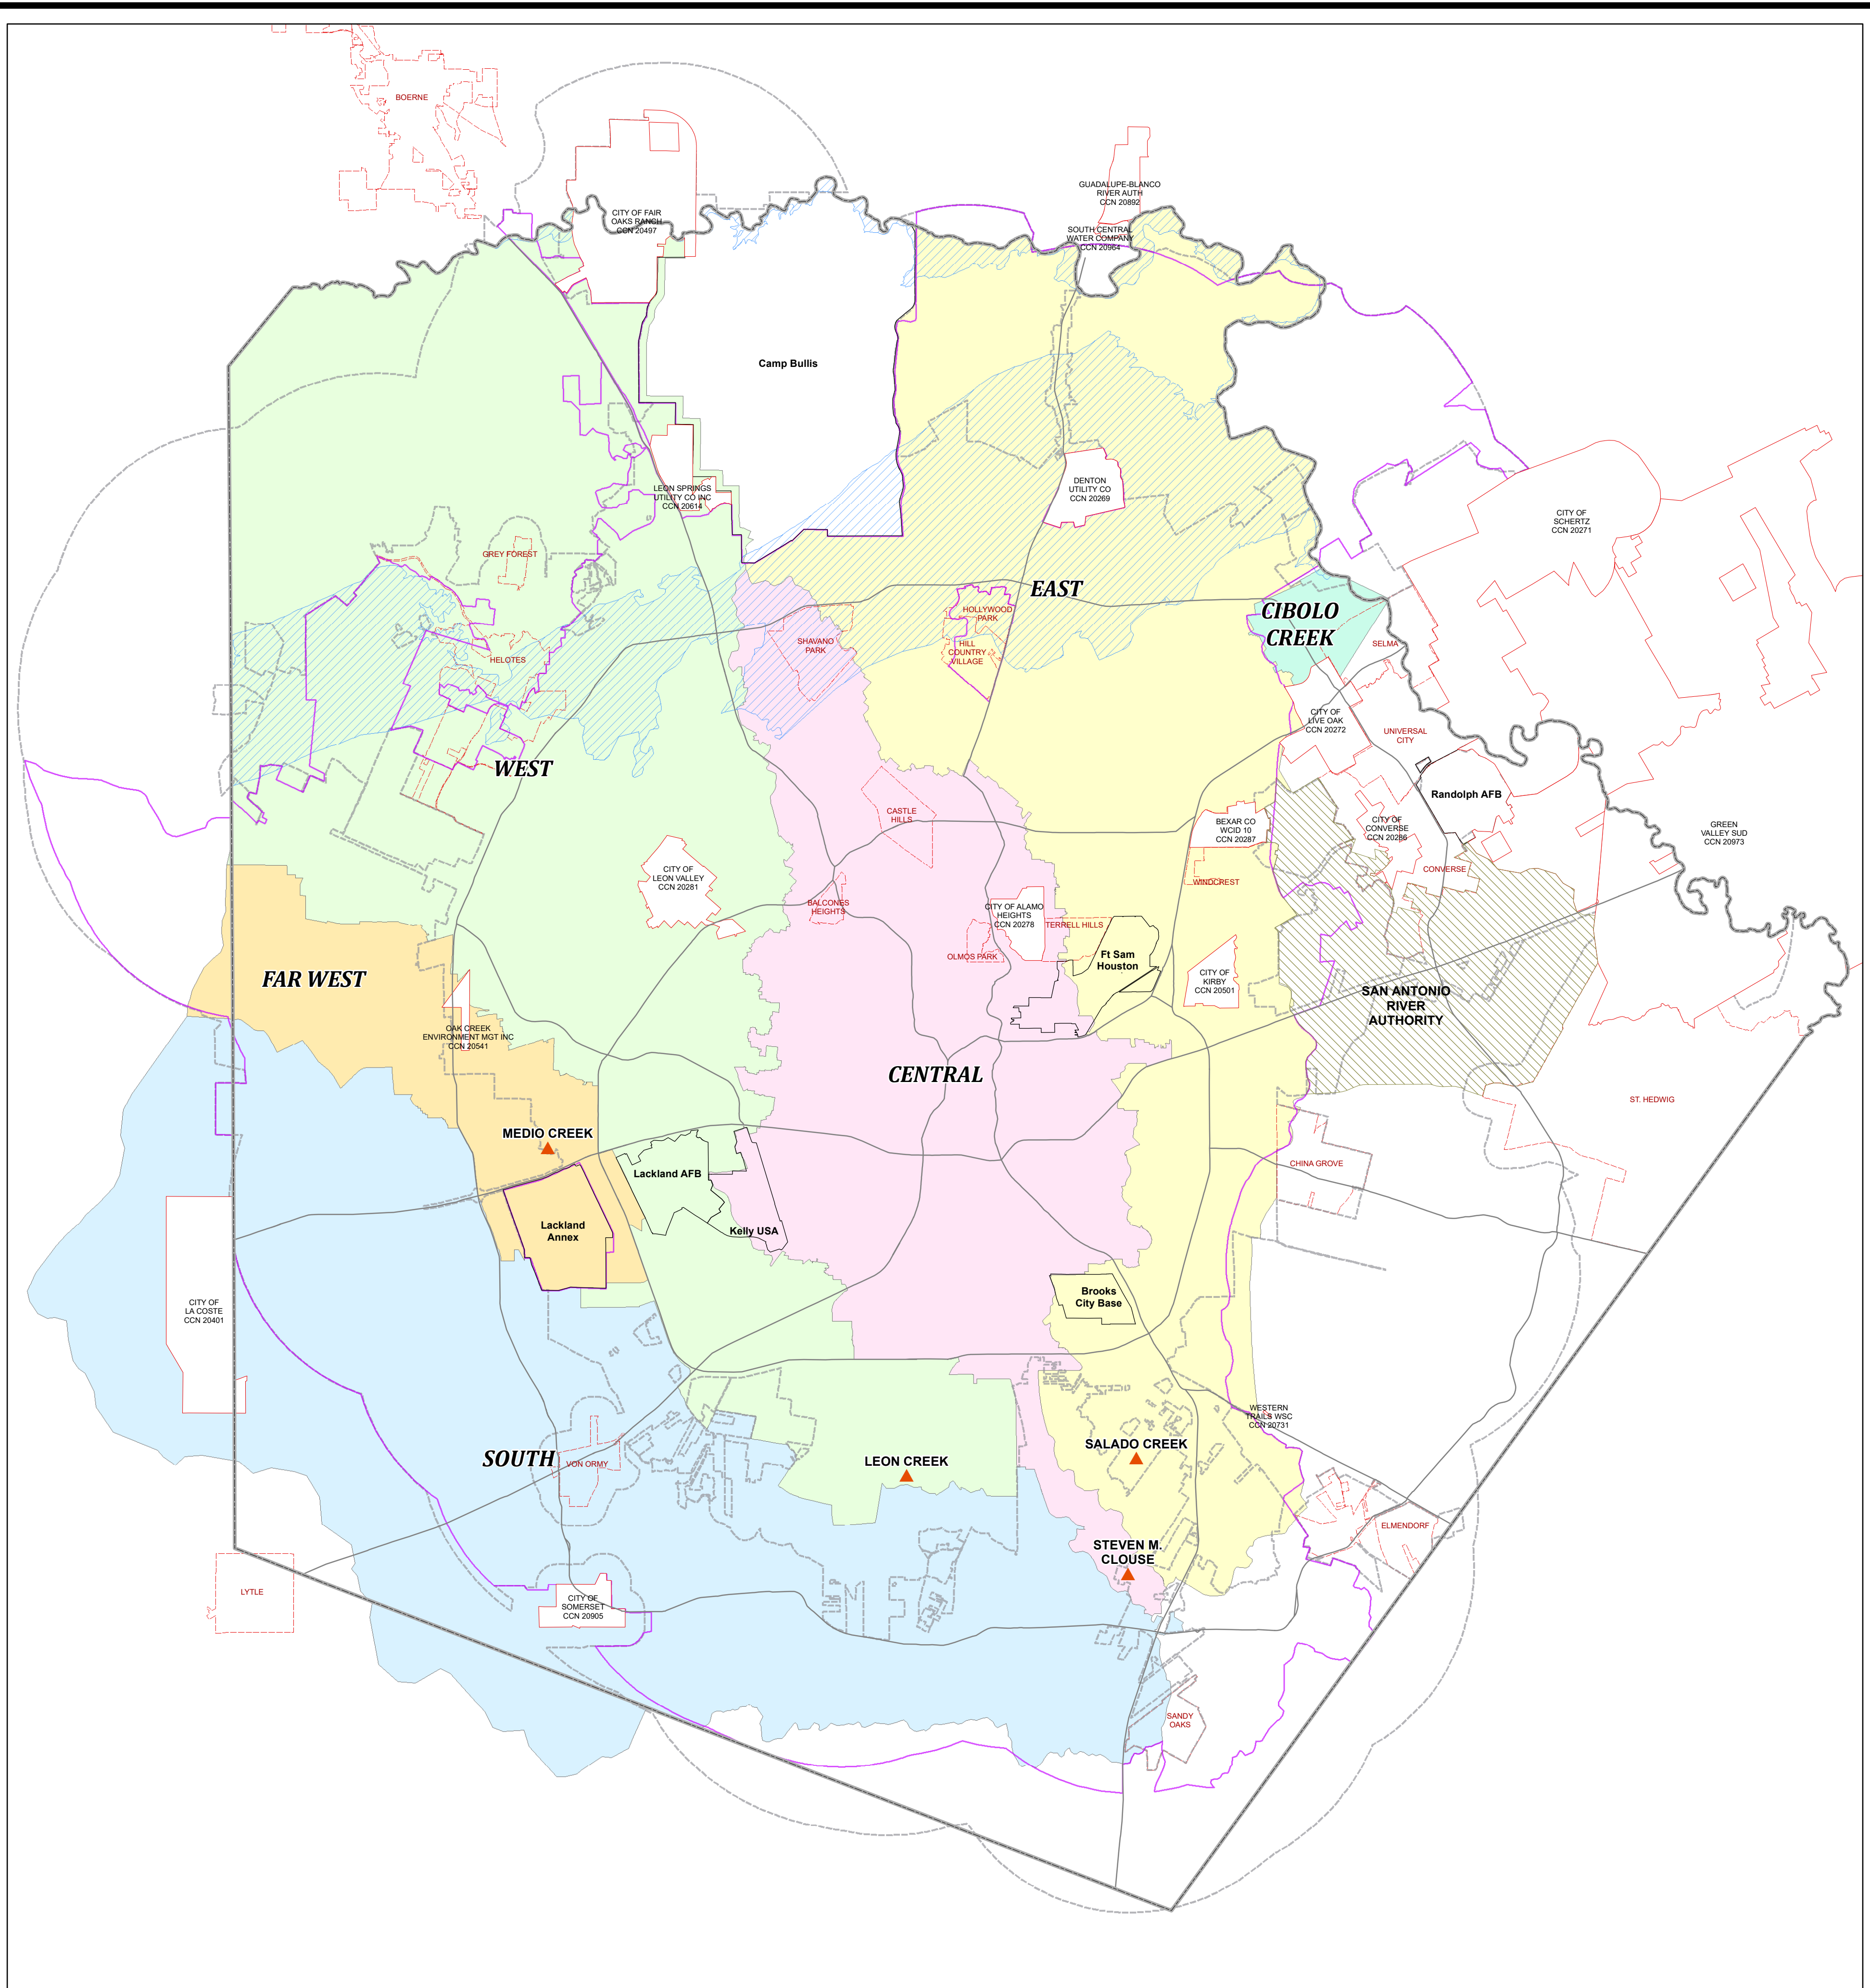 BOERNE
GUADALUPE-BLANCO
RIVER AUTH
CCN 20892
CITY OF FAIR
OAKS RANCH
CCN 20497
SOUTH CENTRAL
WATER COMPANY
CCN 20964
Camp Bullis
LEON SPRINGS
UTILITY CO INC
CCN 20614
DENTON
UTILITY CO
CCN 20269
CITY OF
SCHERTZ
CCN 20271
GREY FOREST
EAST
CIBOLO
CREEK
HOLLYWOOD
PARK
SHAVANO
PARK
HILL
COUNTRY
VILLAGE
SELMA
HELOTES
CITY OF
LIVE OAK
CCN 20272
UNIVERSAL
CITY
WEST
Randolph AFB
CASTLE
HILLS
BEXAR CO
WCID 10
CCN 20287
CITY OF
CONVERSE
CCN 20286
GREEN
VALLEY SUD
CCN 20973
CITY OF
LEON VALLEY
CCN 20281
CONVERSE
WINDCREST
BALCONES
HEIGHTS
CITY OF ALAMO
HEIGHTS
CCN 20278
TERRELL HILLS
OLMOS PARK
Ft Sam
Houston
FAR WEST
CITY OF
KIRBY
CCN 20501
SAN ANTONIO
RIVER
AUTHORITY
OAK CREEK
ENVIRONMENT MGT INC
CCN 20541
CENTRAL
ST. HEDWIG
MEDIO CREEK
CHINA GROVE
Lackland AFB
Lackland
Annex
Kelly USA
CITY OF
LA COSTE
CCN 20401
Brooks
City Base
WESTERN
TRAILS WSC
CCN 20731
SOUTH
VON ORMY
LEON CREEK
SALADO CREEK
ELMENDORF
STEVEN M.
CLOUSE
LYTLE
CITY OF
SOMERSET
CCN 20905
SANDY
OAKS